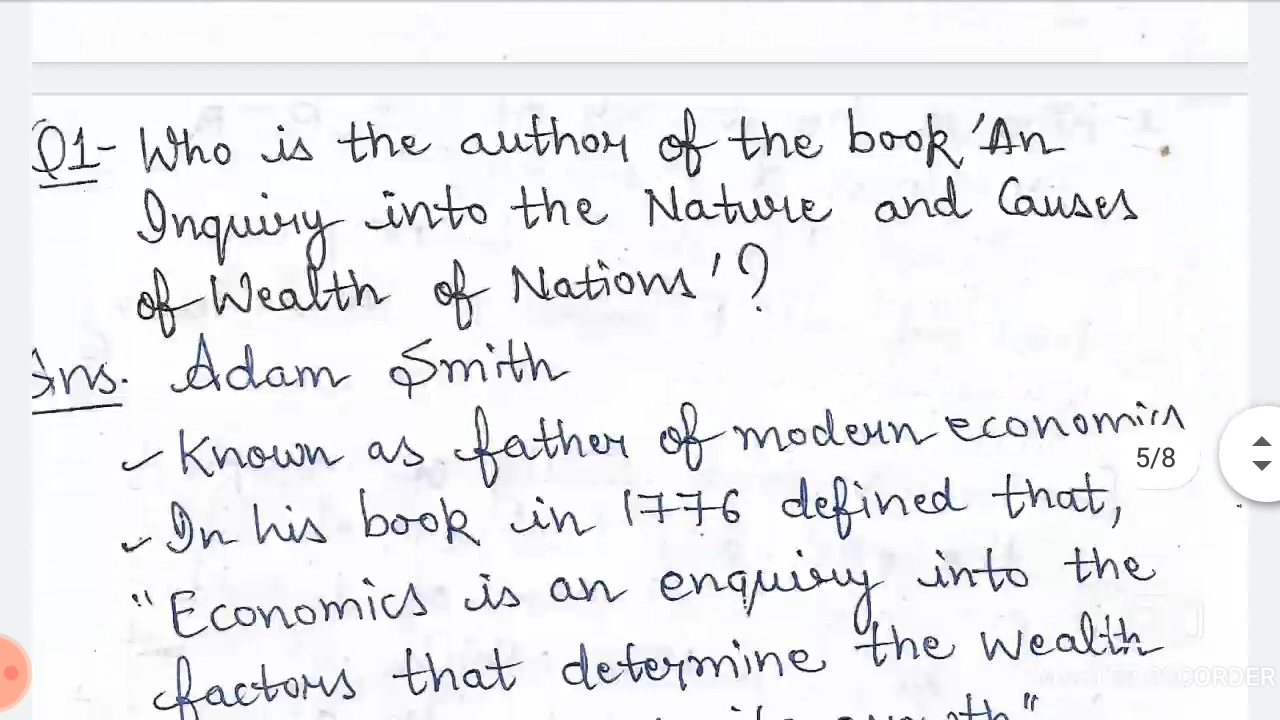 Q1- Who is the author of the book 'An
Inquiry into the Nature and Causes
of Wealth of Nations'?
Ans. Adam Smith
✓ Known as father of modern economics
5/8
✓ In his book in 1776 defined that,
"Economics is an enquiry into the
factors that determine the wealth
RECORDER
growth"